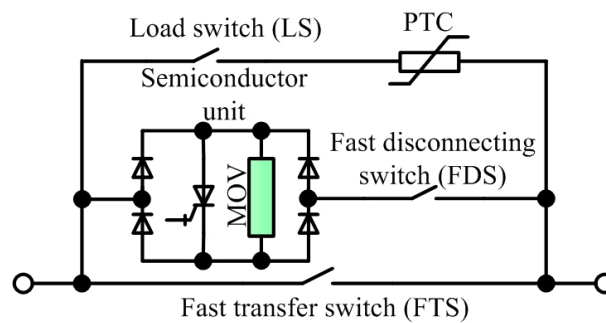 Load switch (LS)
PTC
Semiconductor
unit
Fast disconnecting
switch (FDS)
MOV
Fast transfer switch (FTS)